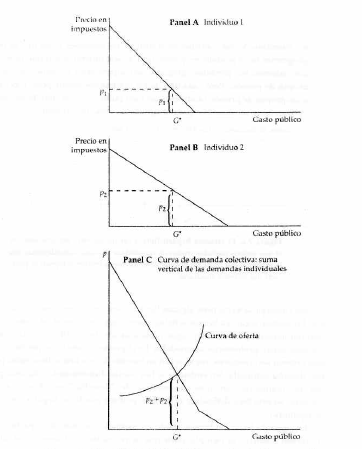 Precio en
impuestos
Panel A Individuo 1
P1
P1
G*
Gasto público
Precio en
impuestos
Panel B Individuo 2
P2
P2
G*
Gasto público
P
Panel C Curva de demanda colectiva: suma
vertical de las demandas individuales
Curva de oferta
P2 + P2
G*
Gasto público